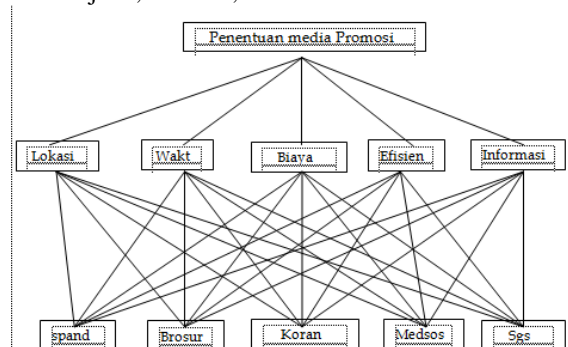 Penentuan media Promosi
Lokasi Wakt Biaya Efisien Informasi
spand Brosur Koran Medsos Sgs